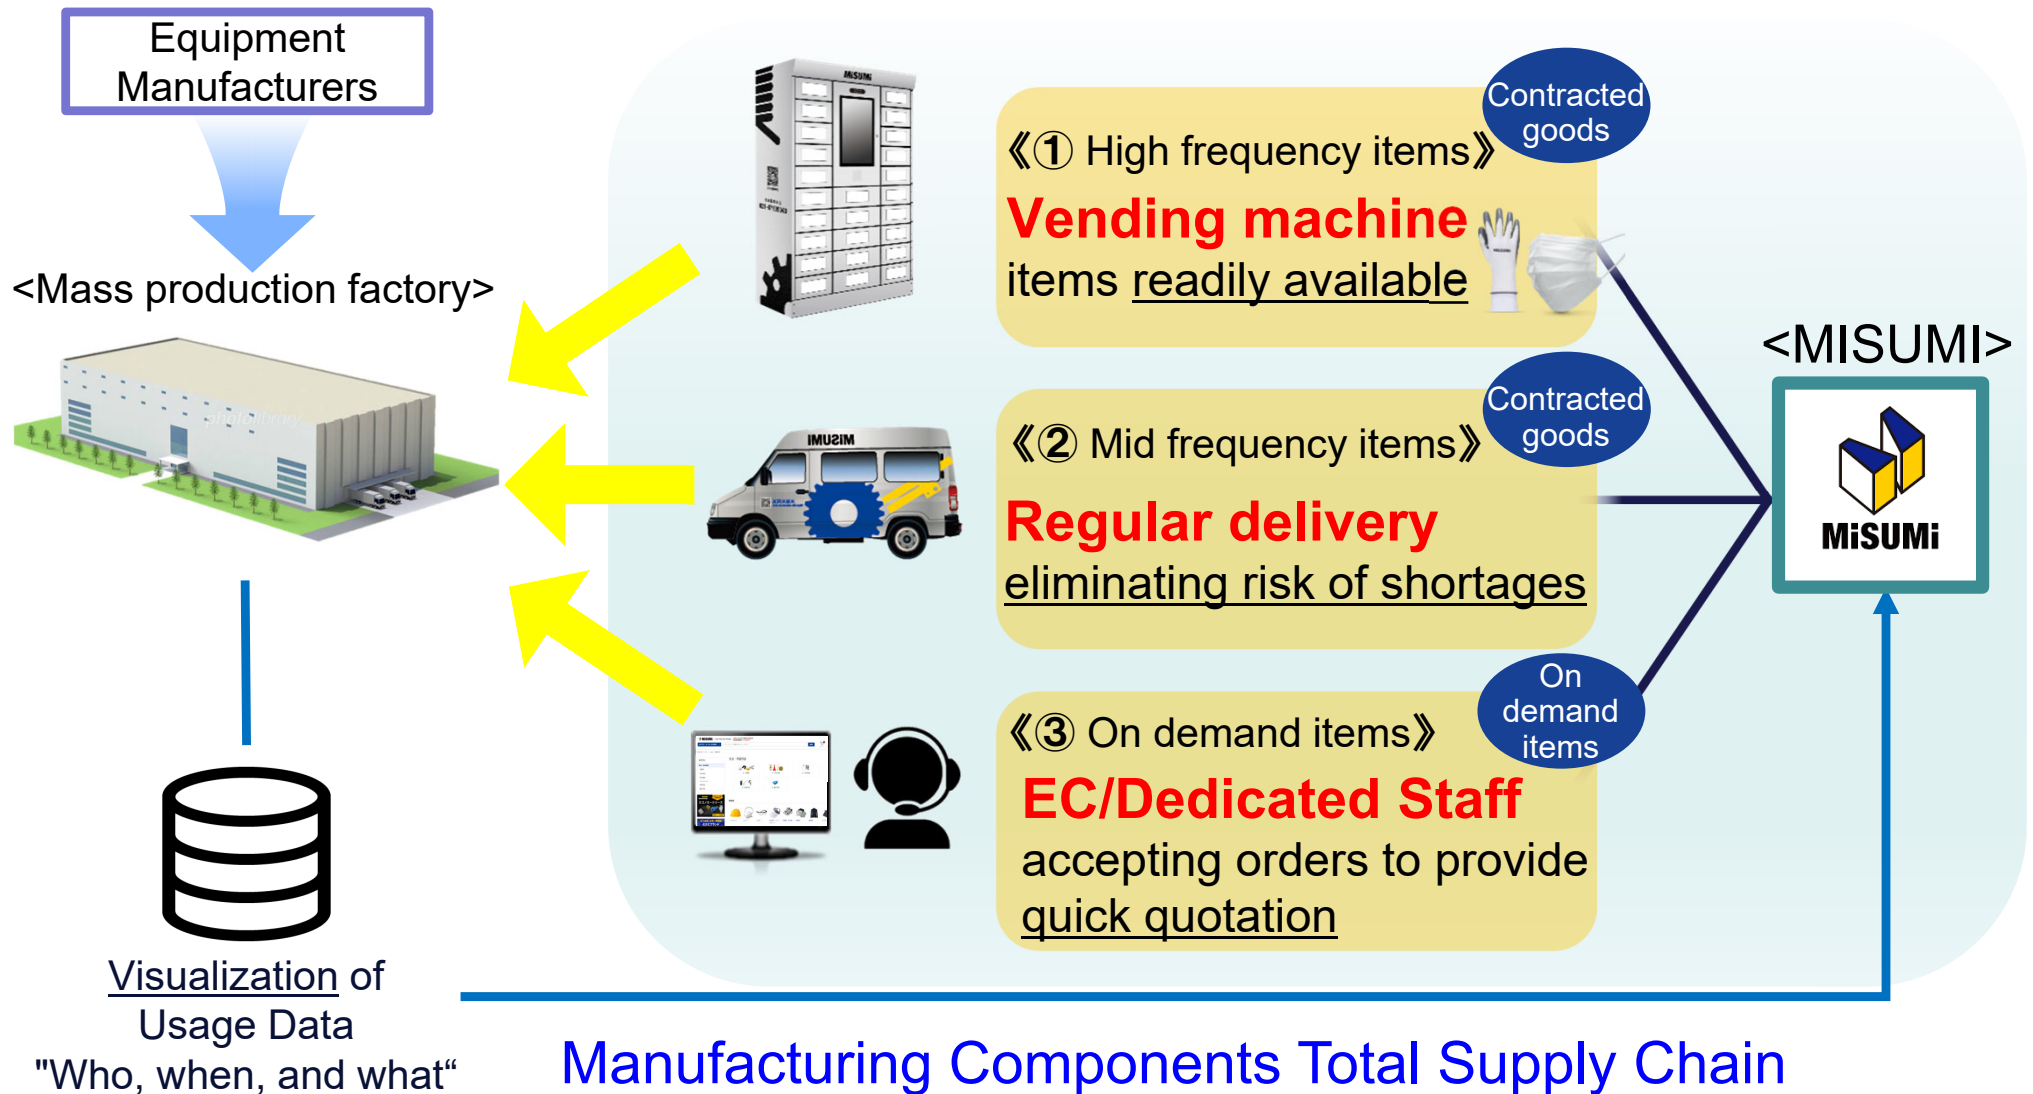 Equipment
Manufacturers
<Mass production factory>
photolibrary
Visualization of
Usage Data
"Who, when, and what“
MiSUMi
《① High frequency items》
Contracted
goods
Vending machine
items readily available
MISUMI
《② Mid frequency items》
Contracted
goods
Regular delivery
eliminating risk of shortages
《③ On demand items》
On
demand
items
EC/Dedicated Staff
accepting orders to provide
quick quotation
<MISUMI>
MiSUMi
Manufacturing Components Total Supply Chain